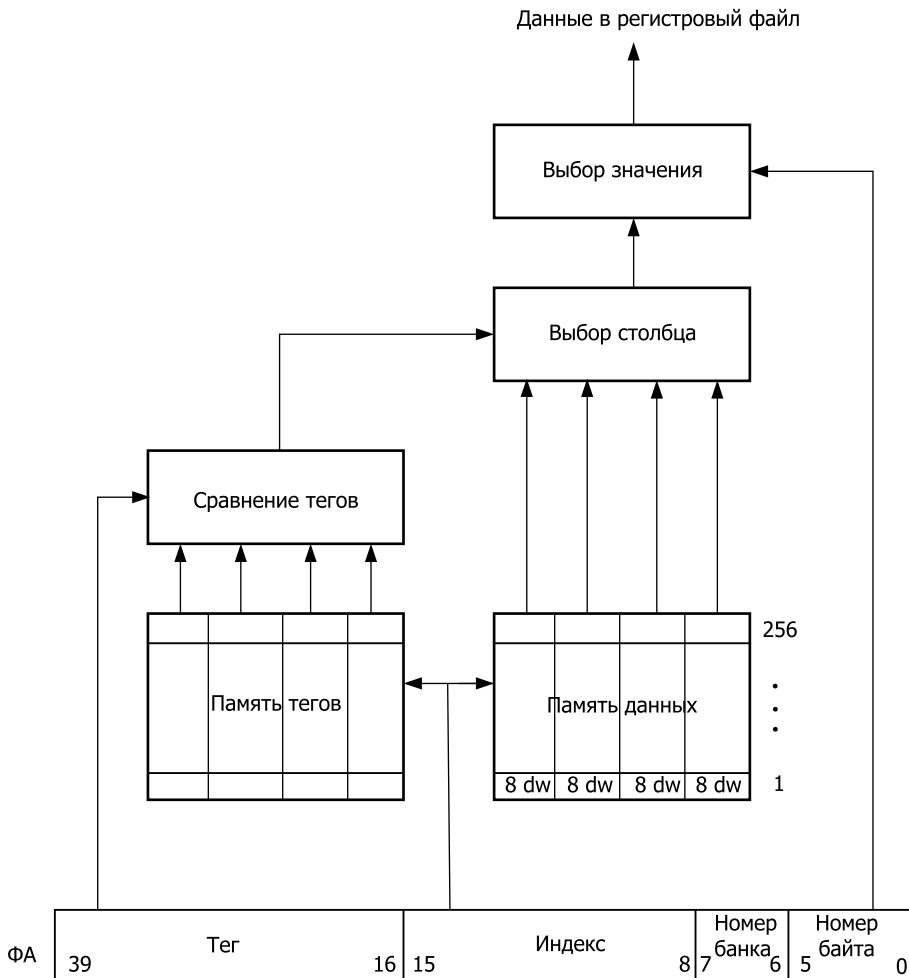 Данные в регистровый файл
Выбор значения
Выбор столбца
Сравнение тегов
256
Память тегов
Память данных
8 dw 8 dw 8 dw 8 dw 1
ФА
Тег
39 16
Индекс
15 8
Номер
банка
7 6
Номер
байта
5 0